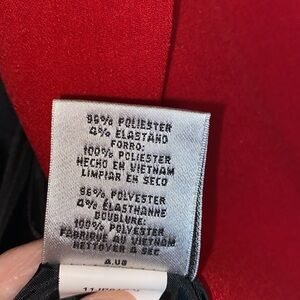 96% POLIESTER
4% ELASTANO
FORRO:
100% POLIESTER
HECHO EN VIETNAM
LIMPIAR EN SECO
96% POLYESTER
4% ELASTHANNE
DOUBLURE:
100% POLYESTER
FABRIQUE AU VIETNAM
NETTOYER A SEC